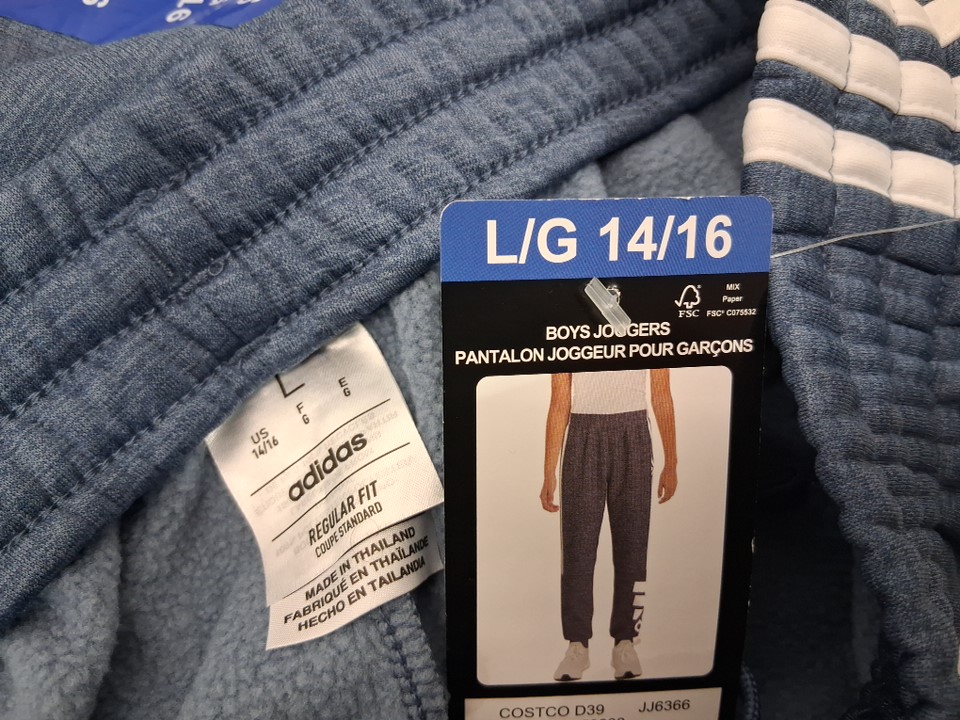 L/G 14/16
FSC
MIX
Paper
FSC® C075532
BOYS JOGGERS
PANTALON JOGGEUR POUR GARÇONS
COSTCO D39 JJ6366
L
US F E
14/16 G G
adidas
REGULAR FIT
COUPE STANDARD
MADE IN THAILAND
FABRIQUÉ EN THAÏLANDE
HECHO EN TAILANDIA